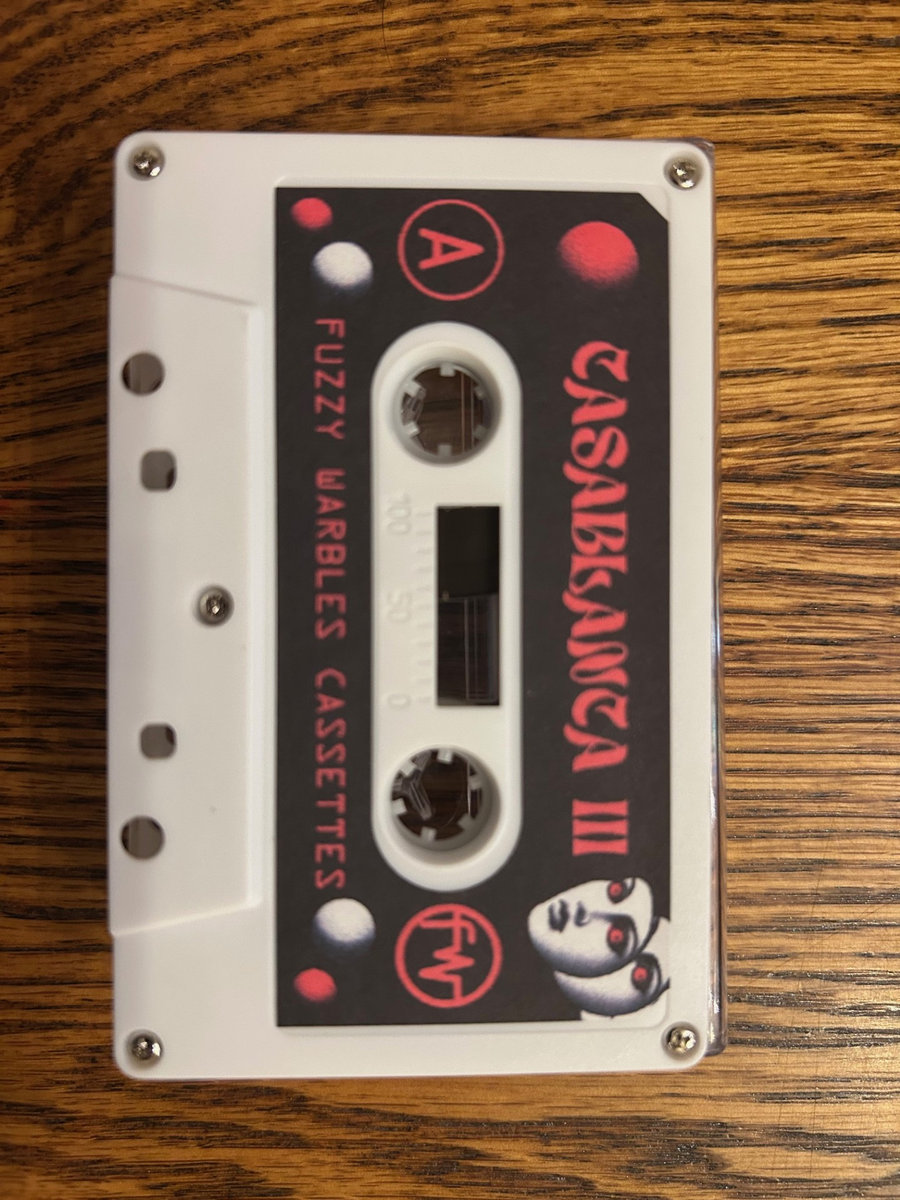 CASABLANCA III
A
100 50 0
FW
FUZZY WARBLES CASSETTES